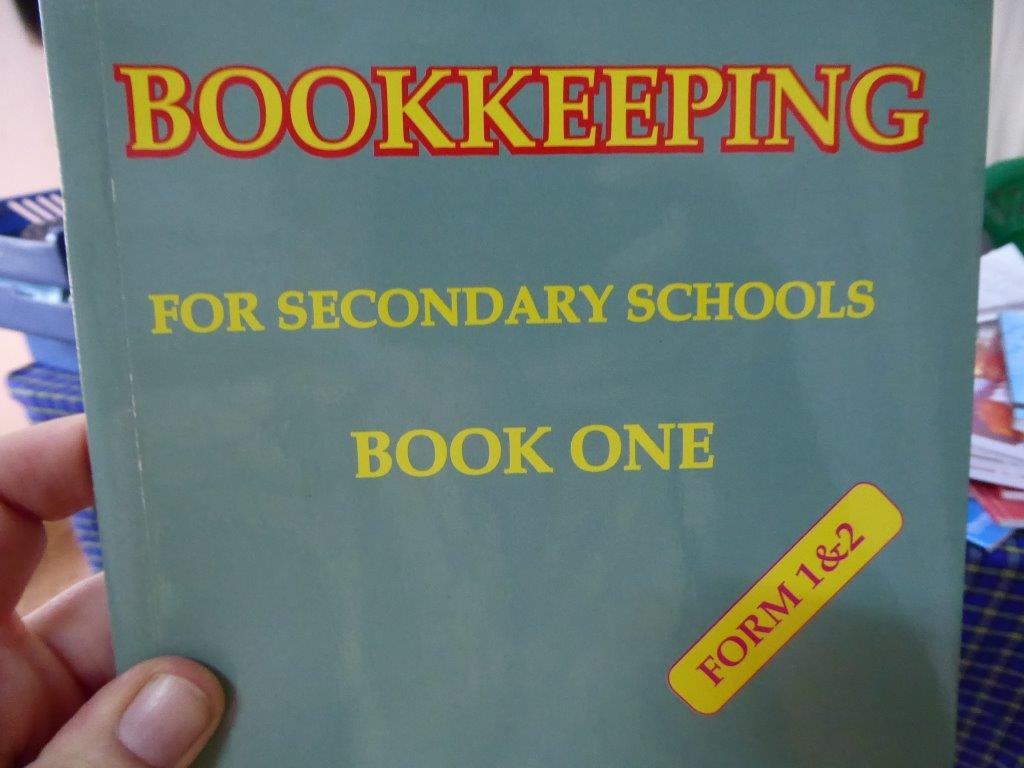 BOOKKEEPING
FOR SECONDARY SCHOOLS
BOOK ONE
FORM 1&2